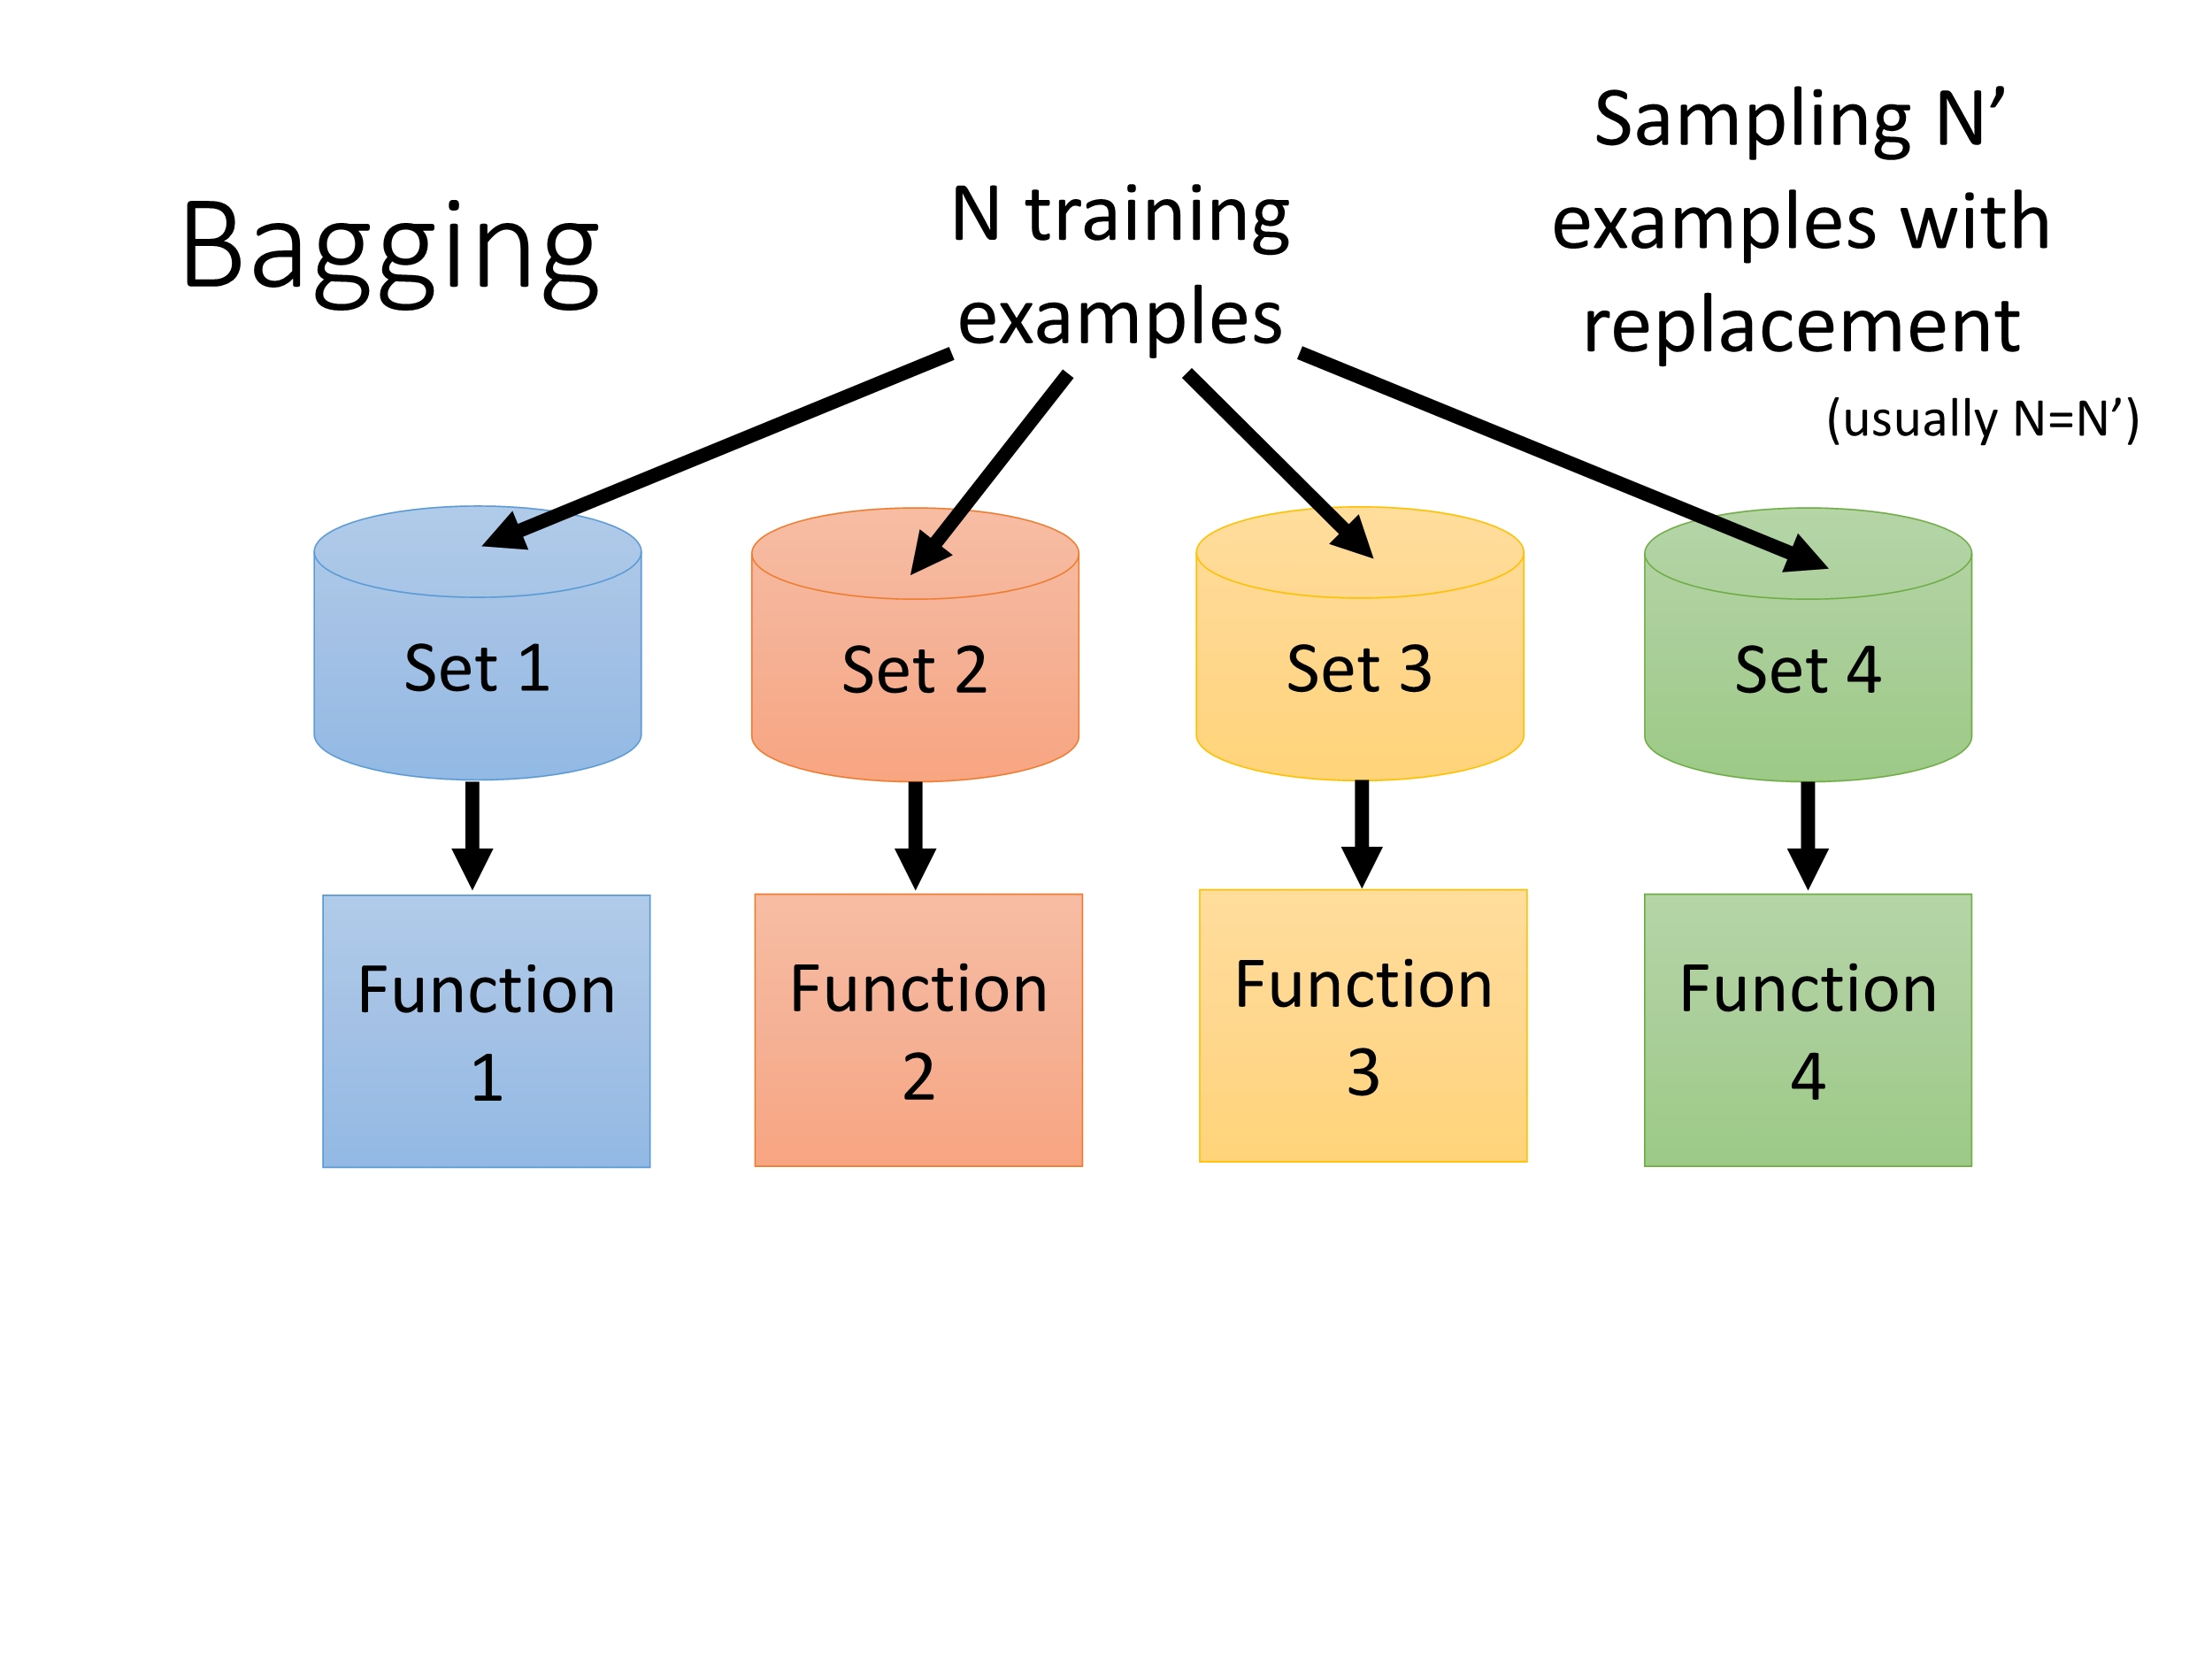 Bagging
N training
examples
Sampling N’
examples with
replacement
(usually N=N’)
Set 1
Set 2
Set 3
Set 4
Function
1
Function
2
Function
3
Function
4